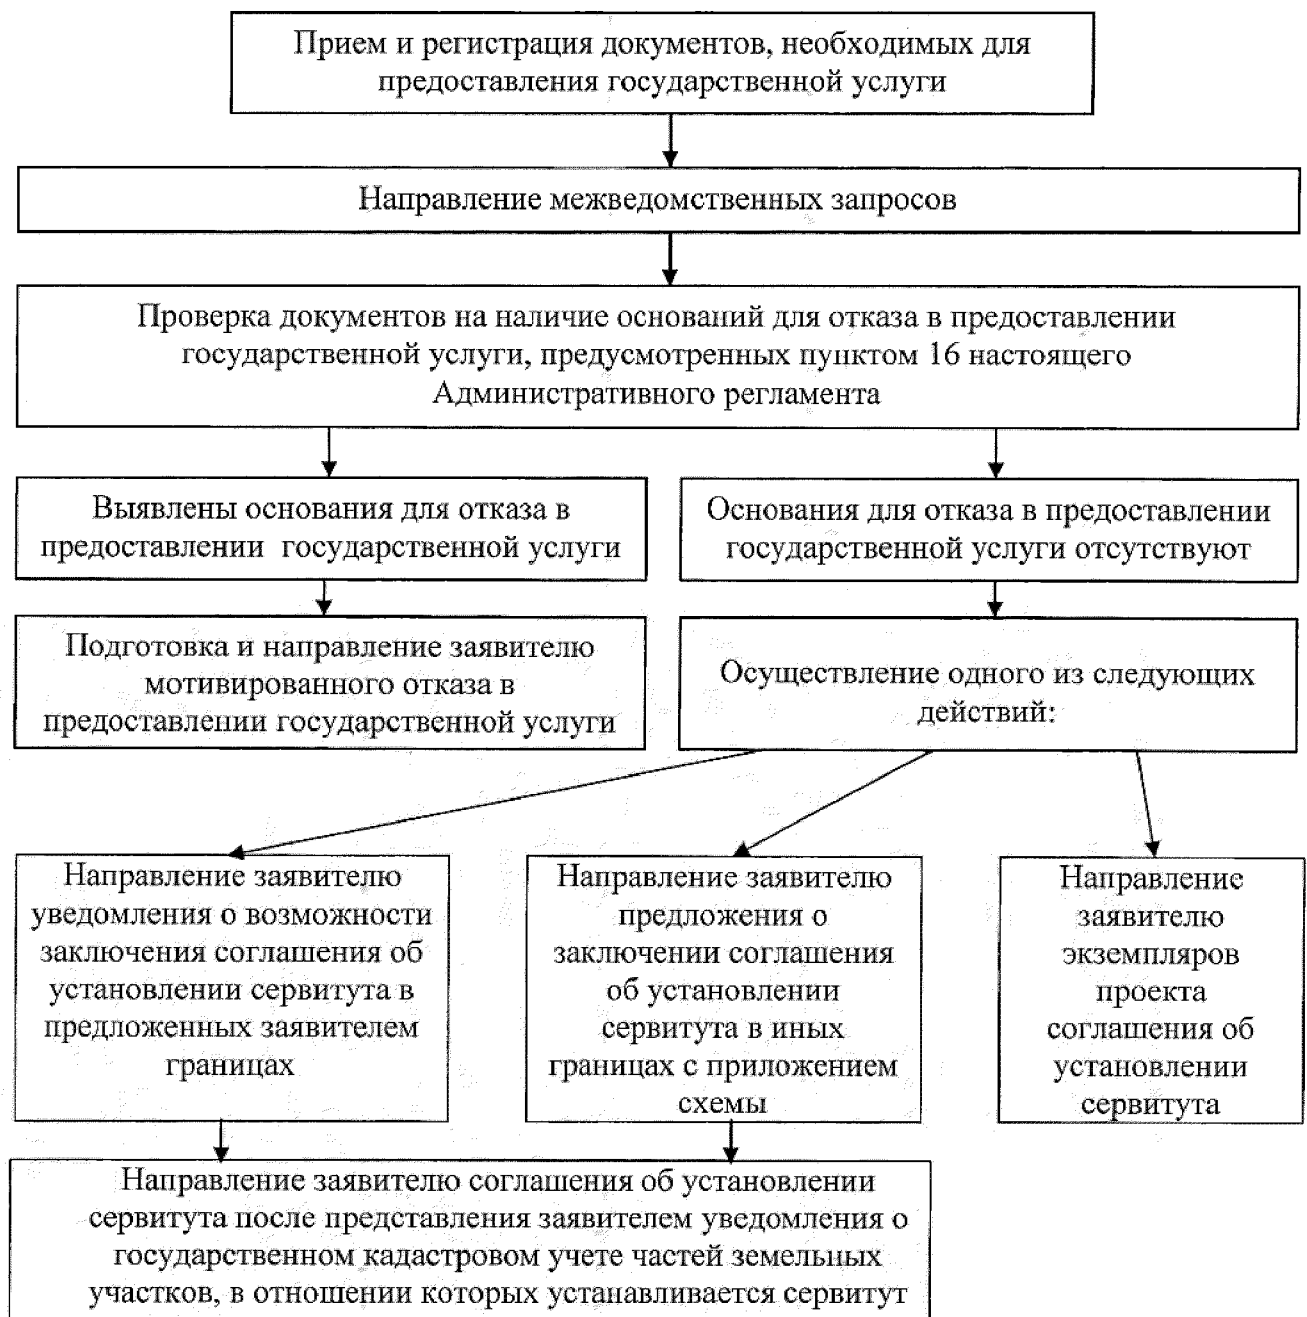 Прием и регистрация документов, необходимых для
предоставления государственной услуги
Направление межведомственных запросов
Проверка документов на наличие оснований для отказа в предоставлении
государственной услуги, предусмотренных пунктом 16 настоящего
Административного регламента
Выявлены основания для отказа в
предоставлении государственной услуги
Основания для отказа в предоставлении
государственной услуги отсутствуют
Подготовка и направление заявителю
мотивированного отказа в
предоставлении государственной услуги
Осуществление одного из следующих
действий:
Направление заявителю
уведомления о возможности
заключения соглашения об
установлении сервитута в
предложенных заявителем
границах
Направление заявителю
предложения о
заключении соглашения
об установлении
сервитута в иных
границах с приложением
схемы
Направление
заявителю
экземпляров
проекта
соглашения об
установлении
сервитута
Направление заявителю соглашения об установлении
сервитута после представления заявителем уведомления о
государственном кадастровом учете частей земельных
участков, в отношении которых устанавливается сервитут